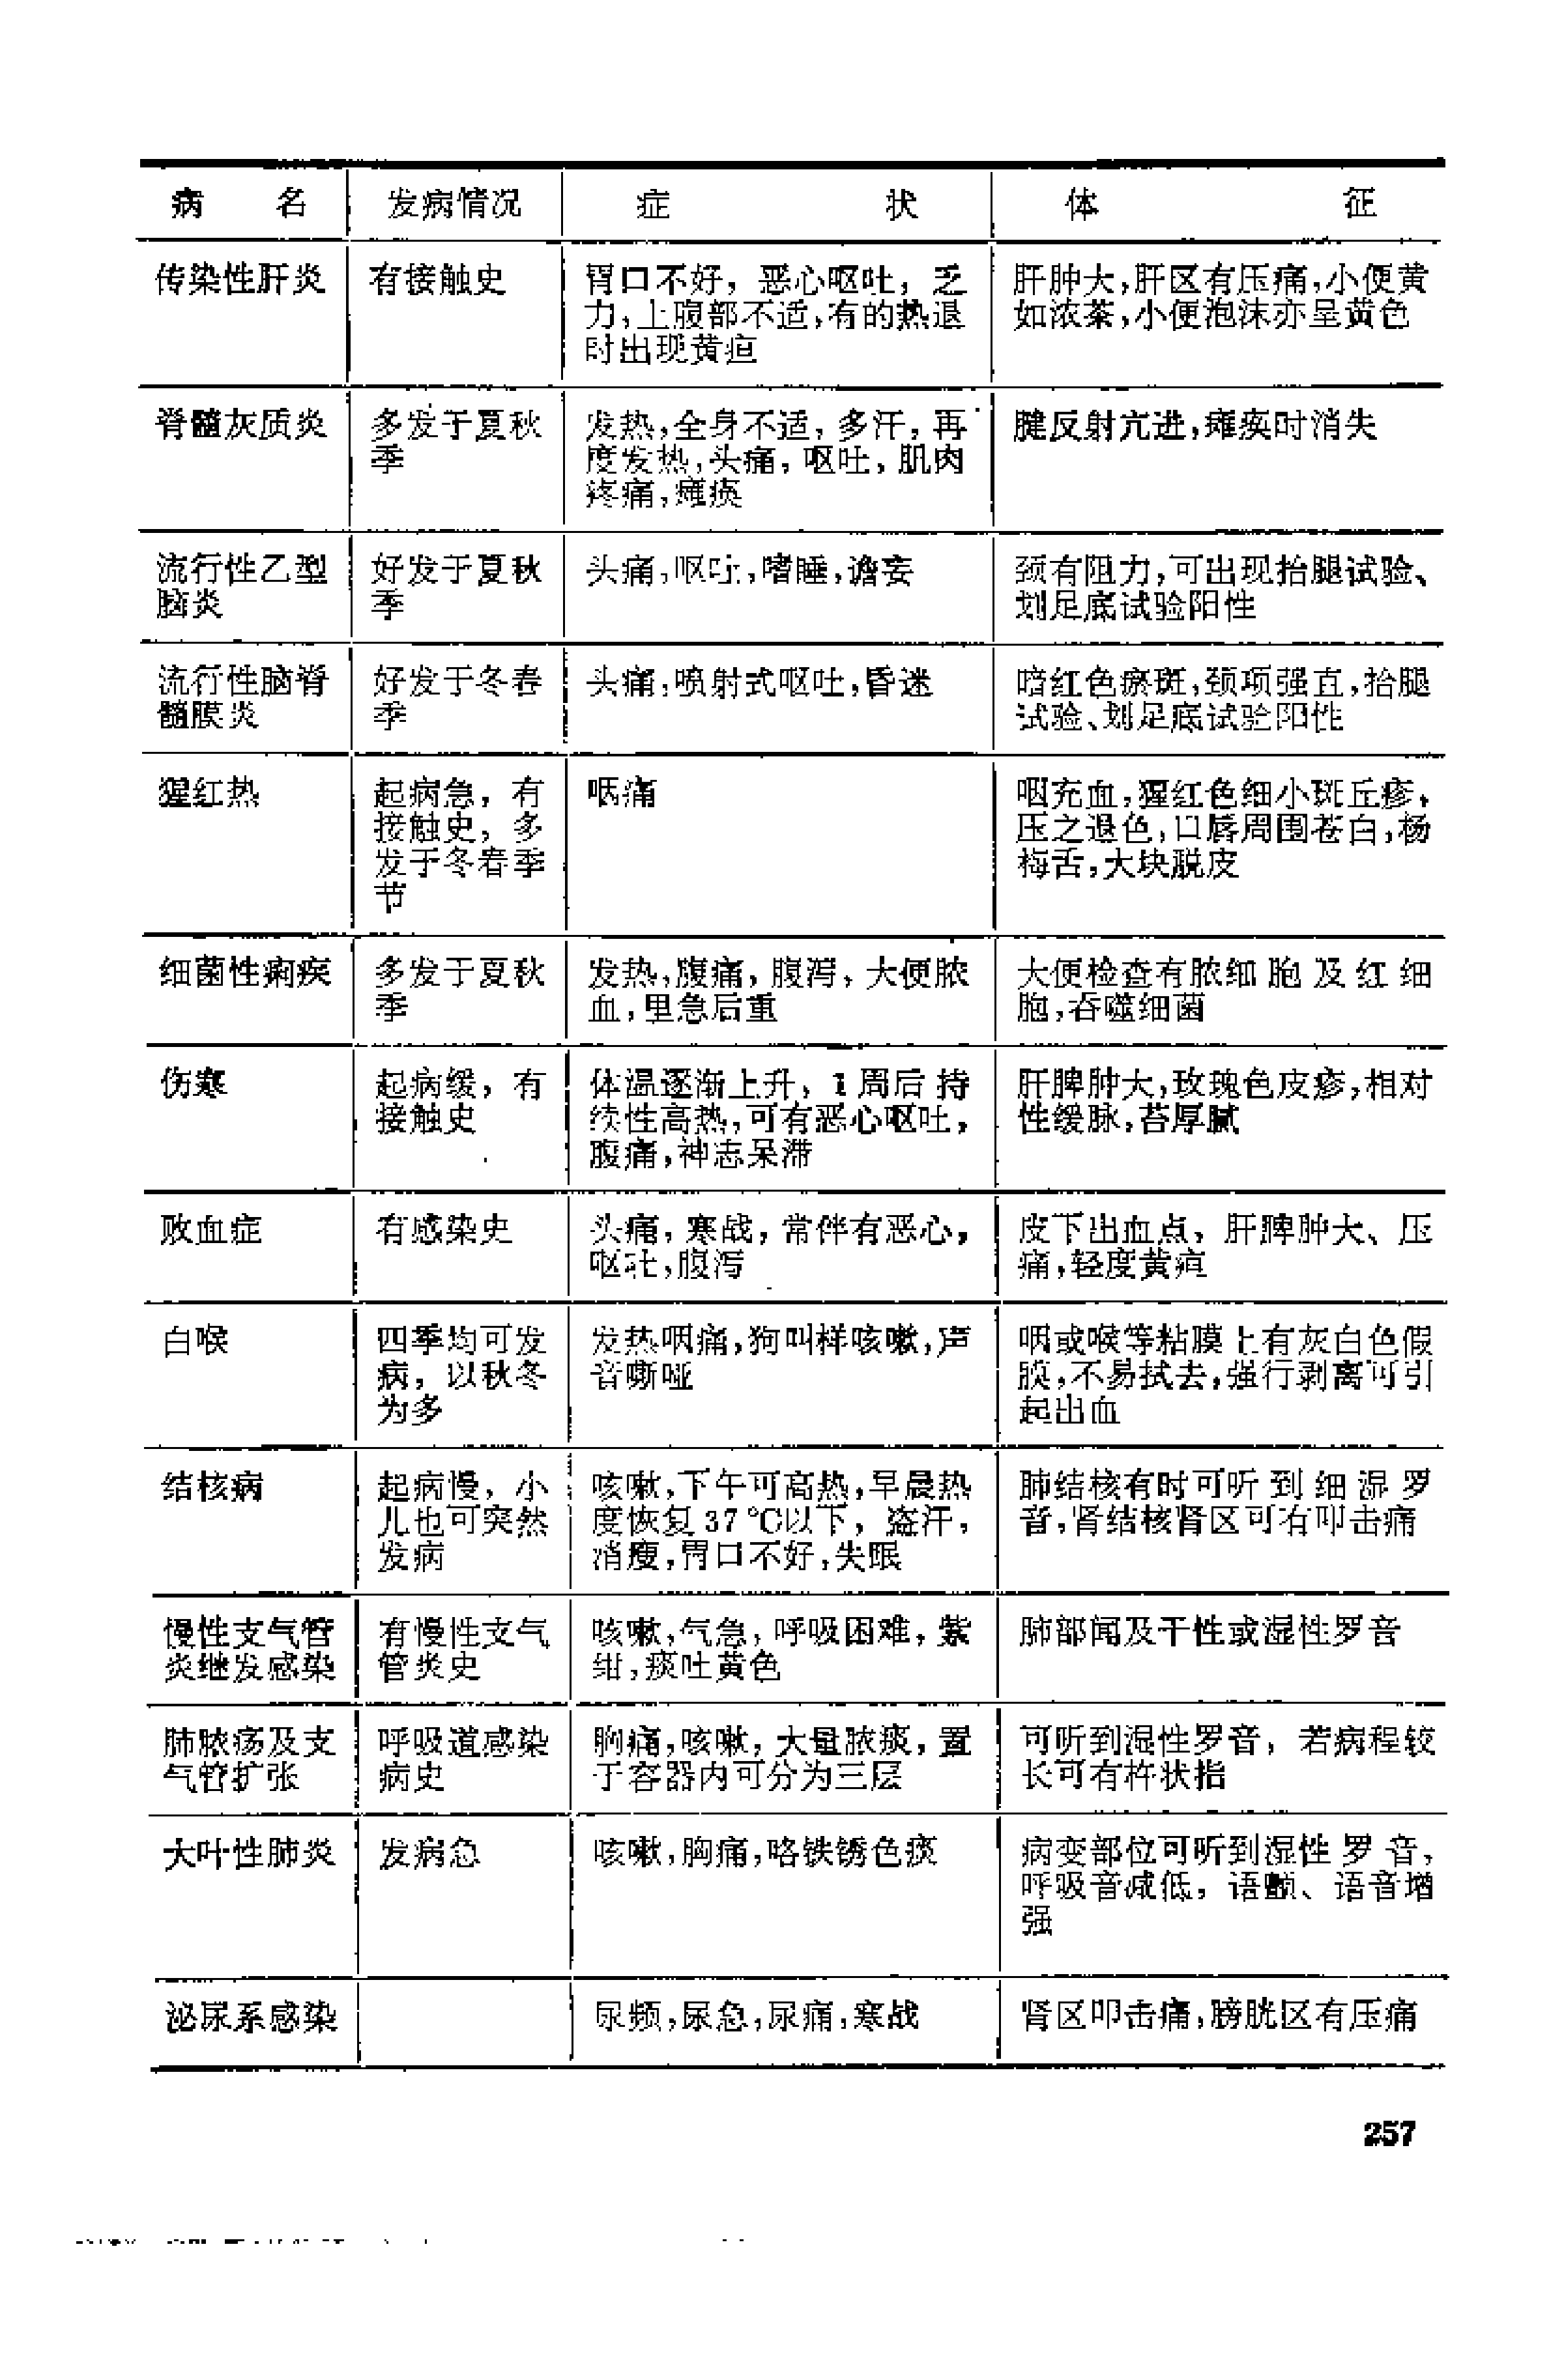 病 名 发病情况 症 状 体 征
传染性肝炎 有接触史 胃口不好，恶心呕吐，乏 肝肿大，肝区有压痛，小便黄
力，上腹部不适，有的热退 如浓茶，小便泡沫亦呈黄色
时出现黄疸
脊髓灰质炎 多发于夏秋 发热，全身不适，多汗，再 腱反射亢进，瘫痪时消失
季 度发热，头痛，呕吐，肌肉
疼痛，瘫痪
流行性乙型 好发于夏秋 头痛，呕吐，嗜睡，谵妄 颈有阻力，可出现抬腿试验、
脑炎 季 划足底试验阳性
流行性脑脊 好发于冬春 头痛，喷射式呕吐，昏迷 暗红色瘀斑，颈项强直，抬腿
髓膜炎 季 试验、划足底试验阳性
猩红热 起病急，有 咽痛 咽充血，猩红色细小斑丘疹，
接触史，多 压之退色，口唇周围苍白，杨
发于冬春季 梅舌，大块脱皮
节
细菌性痢疾 多发于夏秋 发热，腹痛，腹泻，大便脓 大便检查有脓细胞及红细
季 血，里急后重 胞，吞噬细菌
伤寒 起病缓，有 体温逐渐上升，1周后持 肝脾肿大，玫瑰色皮疹，相对
接触史 续性高热，可有恶心呕吐， 性缓脉，苔厚腻
腹痛，神志呆滞
败血症 有感染史 头痛，寒战，常伴有恶心， 皮下出血点，肝脾肿大、压
呕吐，腹泻 痛，轻度黄疸
白喉 四季均可发 发热咽痛，狗叫样咳嗽，声 咽或喉等粘膜上有灰白色假
病，以秋冬 音嘶哑 膜，不易拭去，强行剥离可引
为多 起出血
结核病 起病慢，小 咳嗽，下午可高热，早晨热 肺结核有时可听到细湿罗
儿也可突然 度恢复37℃以下，盗汗， 音，肾结核肾区可有叩击痛
发病 消瘦，胃口不好，失眠
慢性支气管 有慢性支气 咳嗽，气急，呼吸困难，紫 肺部闻及干性或湿性罗音
炎继发感染 管炎史 绀，痰吐黄色
肺脓疡及支 呼吸道感染 胸痛，咳嗽，大量脓痰，置 可听到湿性罗音，若病程较
气管扩张 病史 于容器内可分为三层 长可有杵状指
大叶性肺炎 发病急 咳嗽，胸痛，咯铁锈色痰 病变部位可听到湿性罗音，
呼吸音减低，语颤、语音增
强
泌尿系感染 尿频，尿急，尿痛，寒战 肾区叩击痛，膀胱区有压痛
257